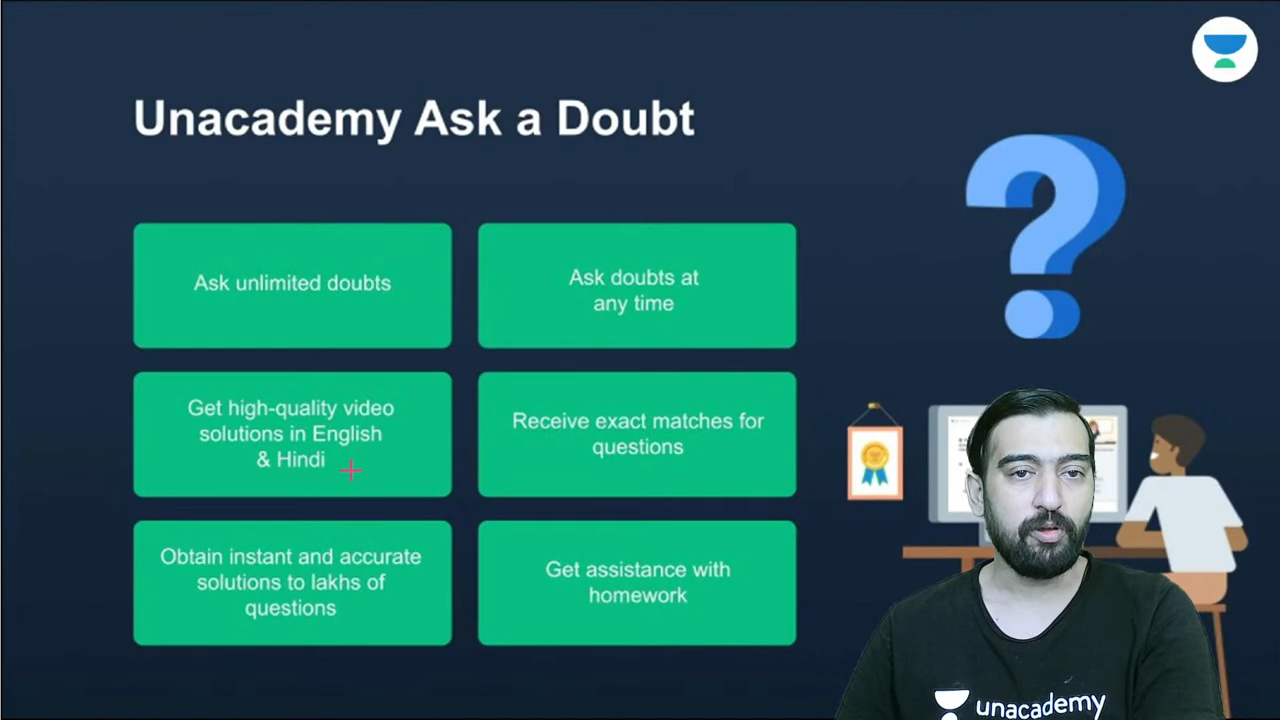 Unacademy Ask a Doubt
Ask unlimited doubts
Ask doubts at
any time
Get high-quality video
solutions in English
& Hindi
Receive exact matches for
questions
Obtain instant and accurate
solutions to lakhs of
questions
Get assistance with
homework
unacademy